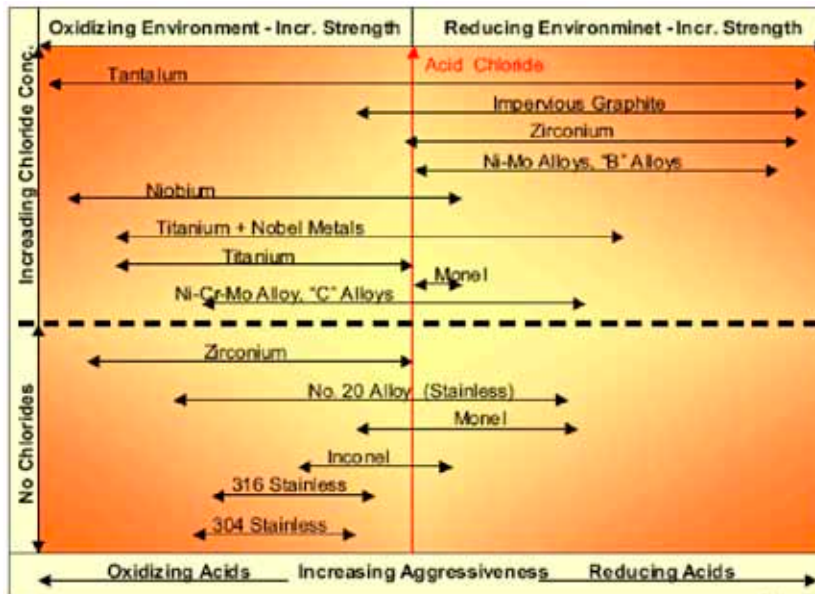 Oxidizing Environment - Incr. Strength
Reducing Environminet - Incr. Strength
Increading Chloride Conc.
Acid Chloride
Tantalum
Impervious Graphite
Zirconium
Ni-Mo Alloys, "B" Alloys
Niobium
Titanium + Nobel Metals
Titanium
Monel
Ni-Cr-Mo Alloy, "C" Alloys
No Chlorides
Zirconium
No. 20 Alloy (Stainless)
Monel
Inconel
316 Stainless
304 Stainless
Oxidizing Acids
Increasing Aggressiveness
Reducing Acids